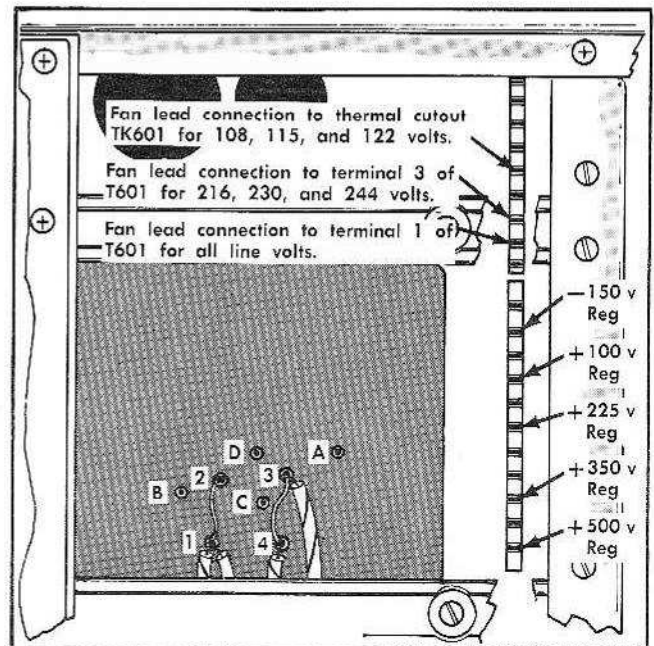 Fan lead connection to thermal cutout
TK601 for 108, 115, and 122 volts.
Fan lead connection to terminal 3 of
T601 for 216, 230, and 244 volts.
Fan lead connection to terminal 1 of
T601 for all line volts.
−150 v
Reg
+100 v
Reg
+225 v
Reg
+350 v
Reg
+500 v
Reg
D
A
2
3
B
C
1
4